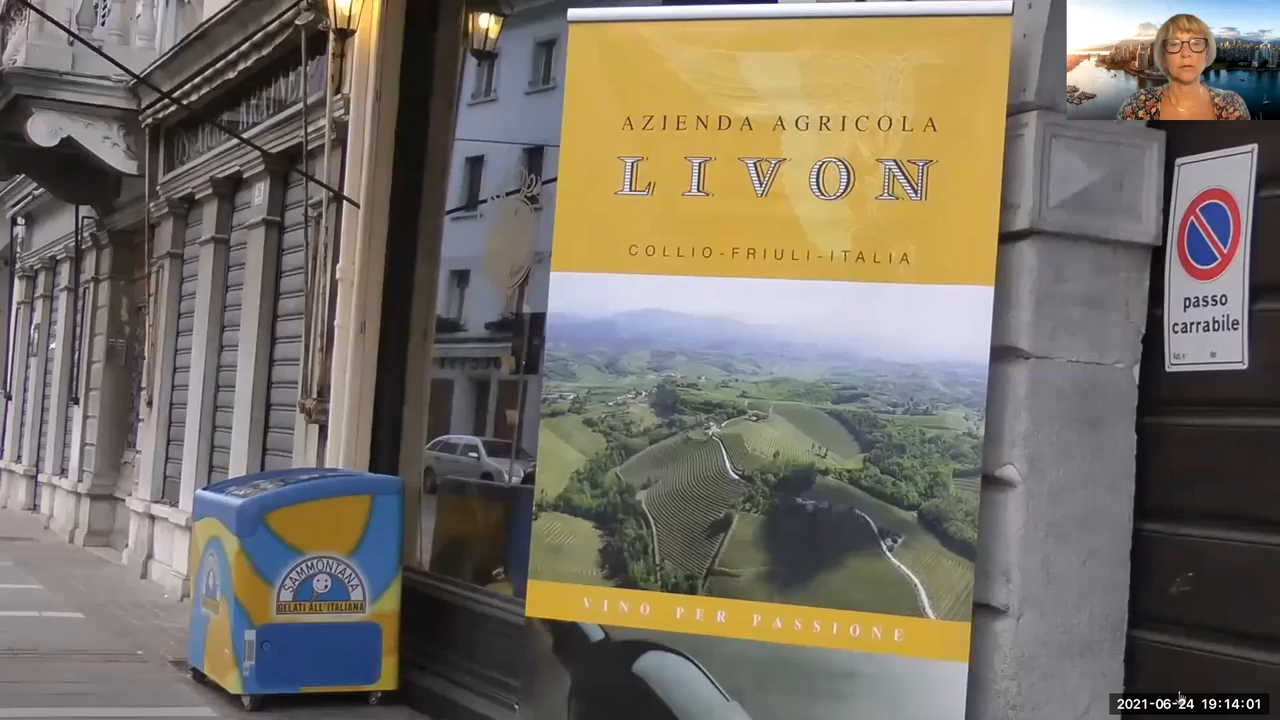 AZIENDA AGRICOLA
LIVON
COLLIO-FRIULI-ITALIA
VINO PER PASSIONE
SAMMONTANA
GELATI ALL'ITALIANA
passo
carrabile
2021-06-24 19:14:01